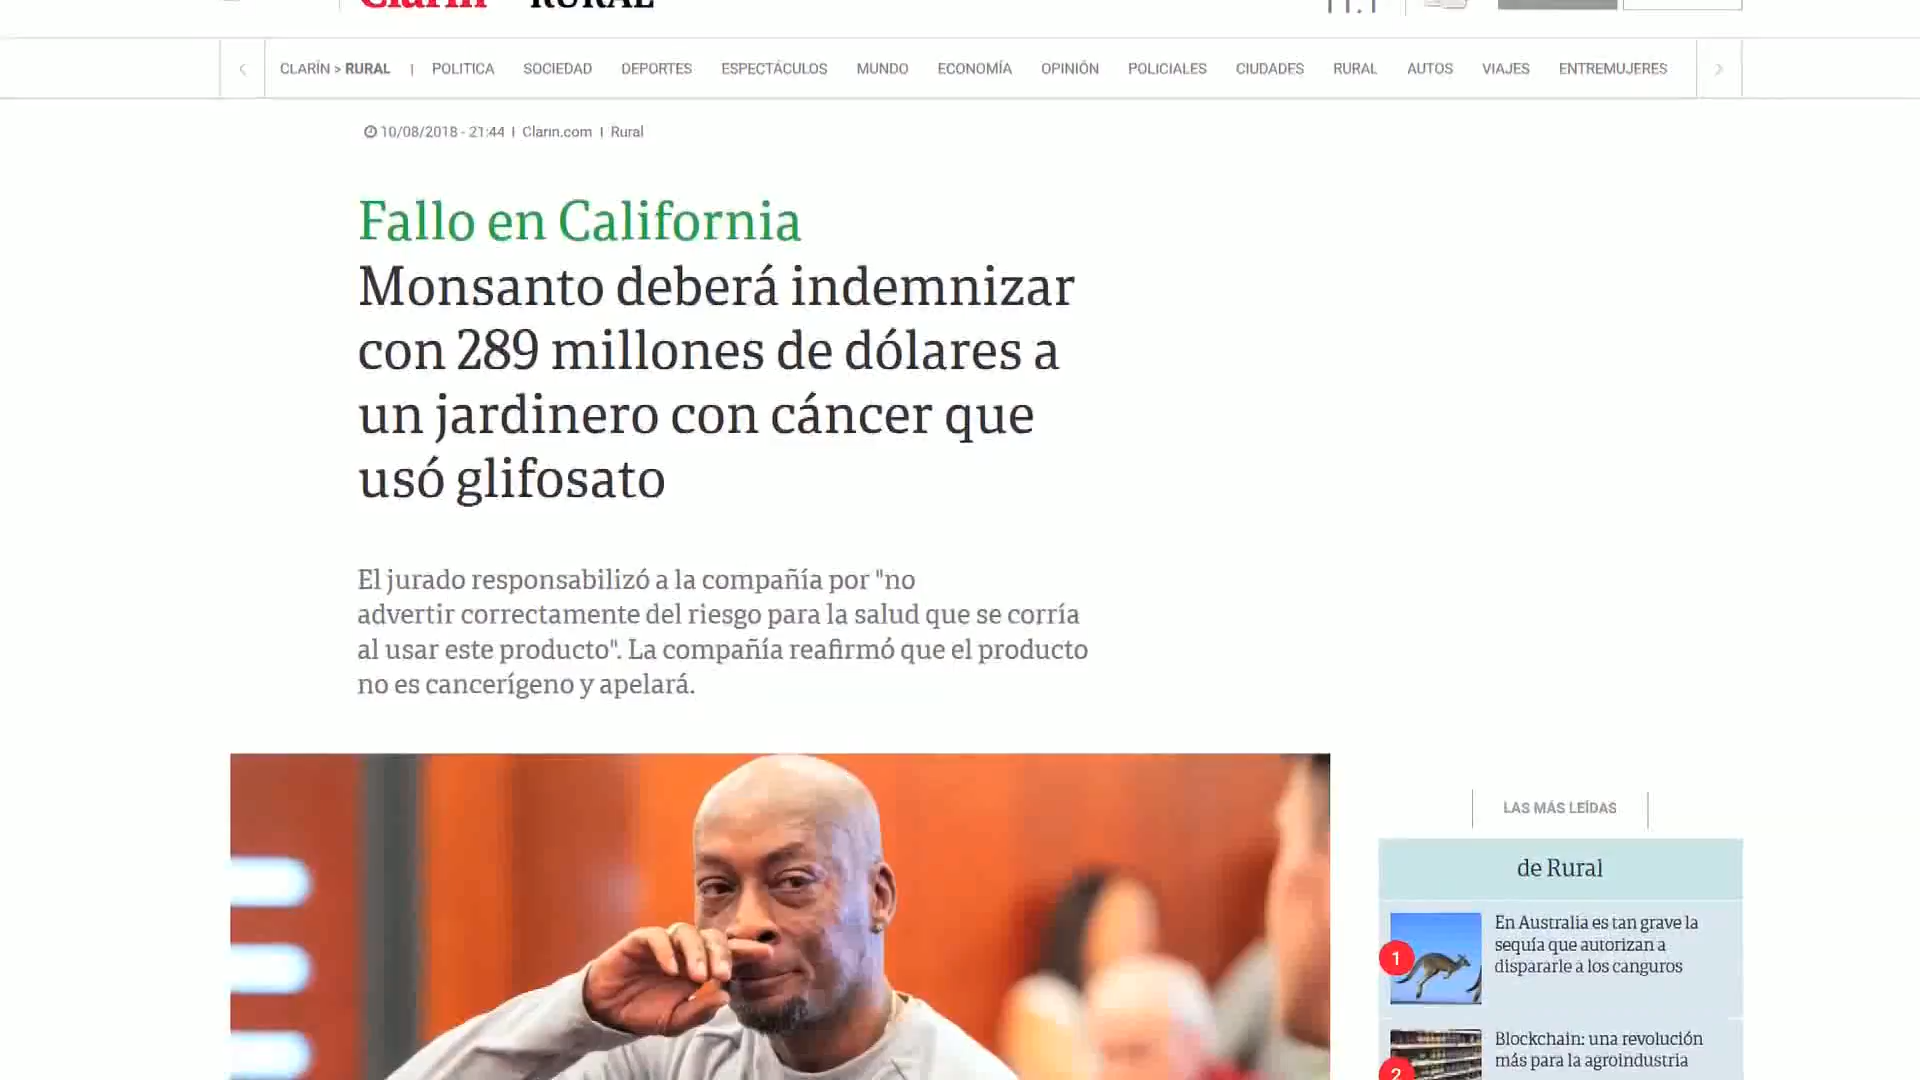 Clarín RURAL
CLARÍN > RURAL | POLITICA SOCIEDAD DEPORTES ESPECTÁCULOS MUNDO ECONOMÍA OPINIÓN POLICIALES CIUDADES RURAL AUTOS VIAJES ENTREMUJERES
10/08/2018 - 21:44 | Clarin.com | Rural
Fallo en California
Monsanto deberá indemnizar
con 289 millones de dólares a
un jardinero con cáncer que
usó glifosato
El jurado responsabilizó a la compañía por "no
advertir correctamente del riesgo para la salud que se corría
al usar este producto". La compañía reafirmó que el producto
no es cancerígeno y apelará.
LAS MÁS LEÍDAS
de Rural
1
En Australia es tan grave la
sequía que autorizan a
dispararle a los canguros
2
Blockchain: una revolución
más para la agroindustria